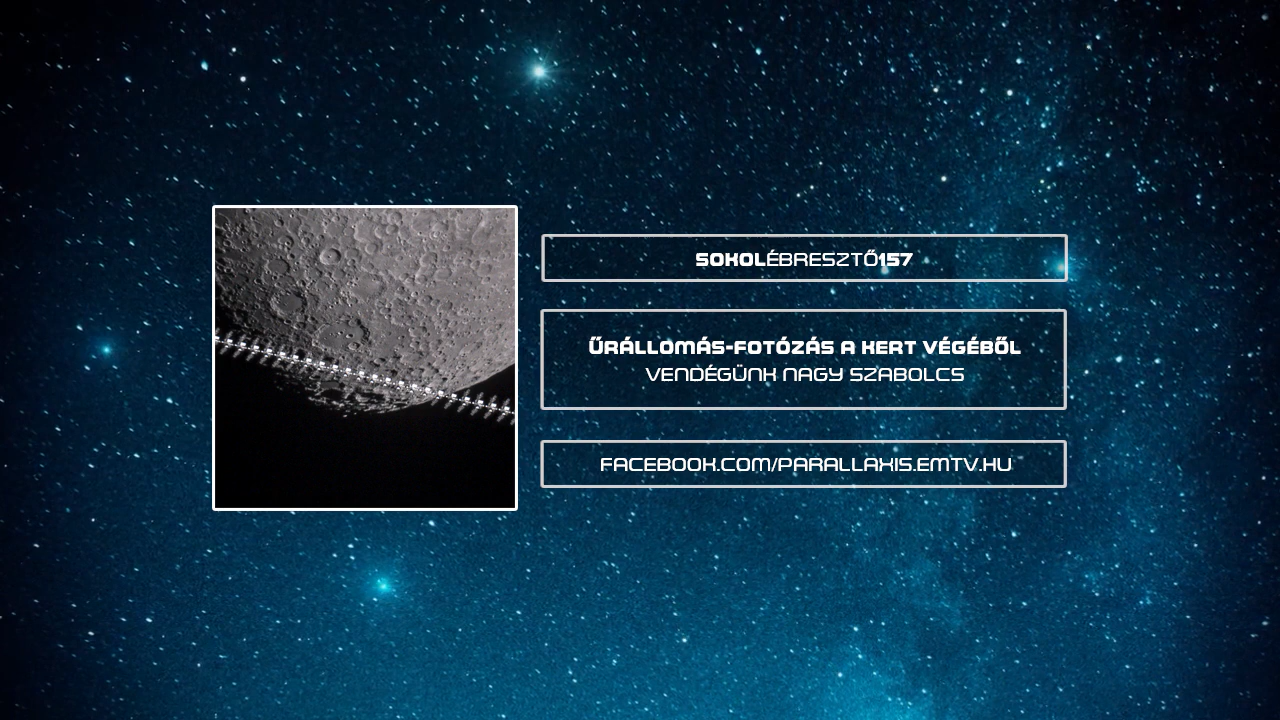 SOKOLÉBRESZTŐ157
ŰRÁLLOMÁS-FOTÓZÁS A KERT VÉGÉBŐL
VENDÉGÜNK NAGY SZABOLCS
FACEBOOK.COM/PARALLAXIS.EMTV.HU